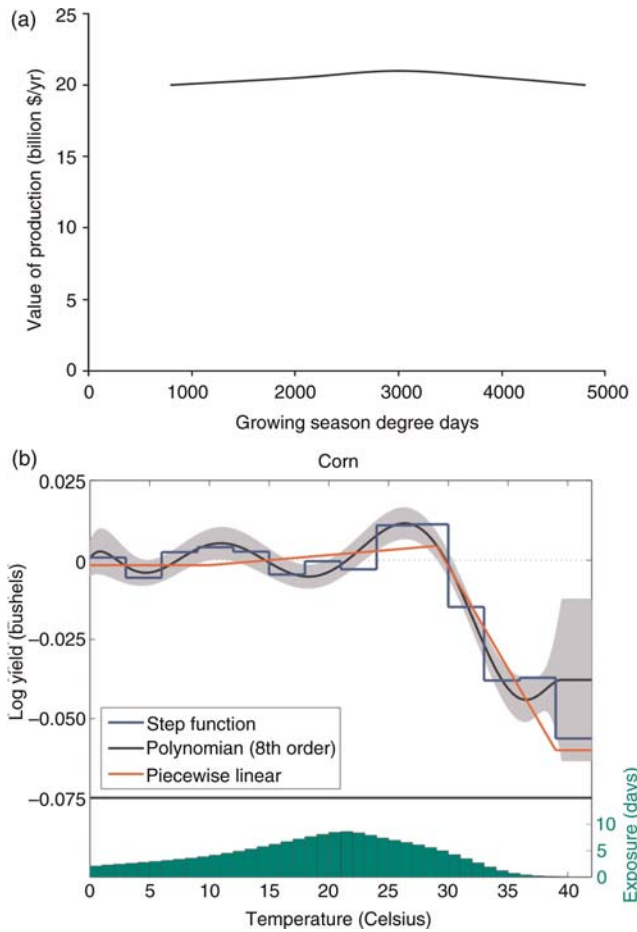 (a)
25
20
15
10
5
0
Value of production (billion $/yr)
0 1000 2000 3000 4000 5000
Growing season degree days
(b)
Corn
0.025
0
−0.025
−0.050
−0.075
Log yield (bushels)
Step function
Polynomian (8th order)
Piecewise linear
10
5
0
Exposure (days)
0 5 10 15 20 25 30 35 40
Temperature (Celsius)